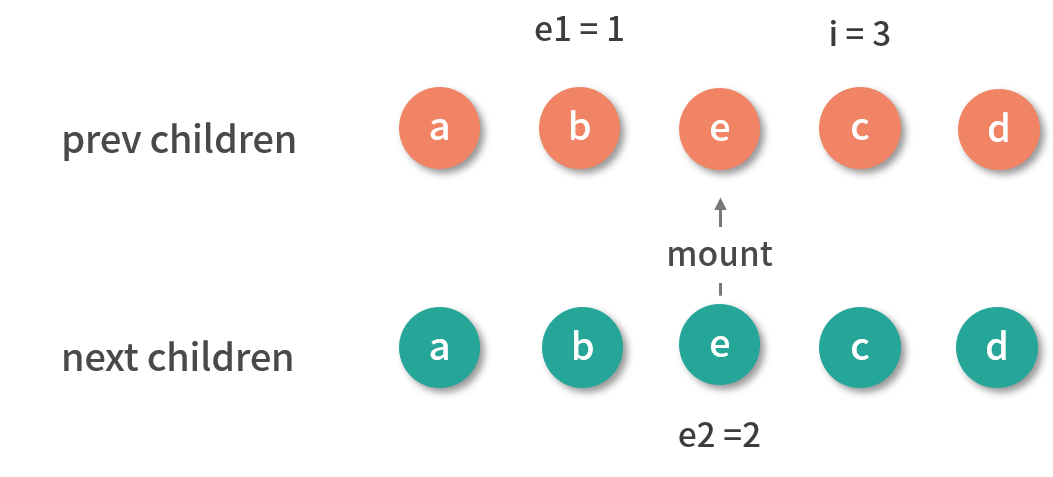 e1 = 1 i = 3
prev children a b e c d
mount
next children a b e c d
e2 =2